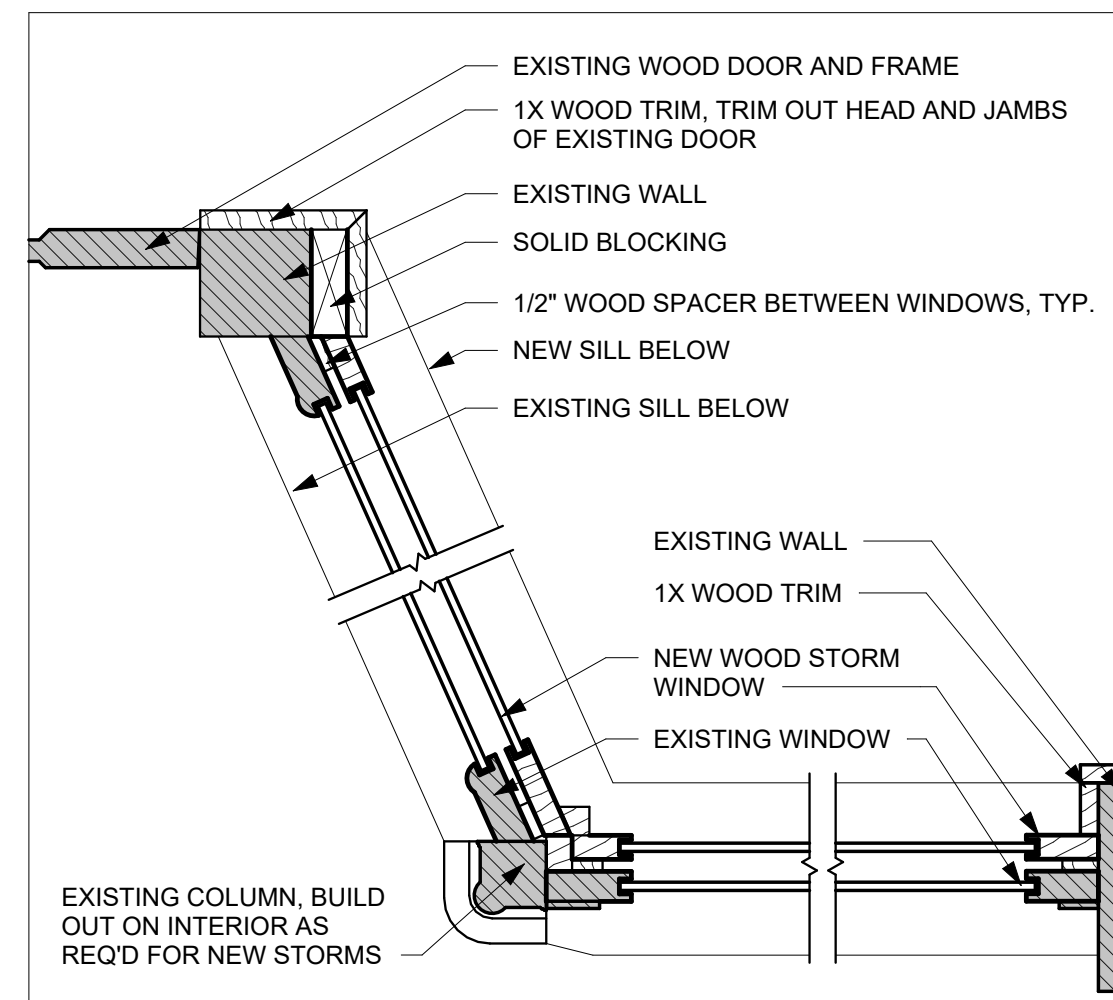 EXISTING WOOD DOOR AND FRAME
1X WOOD TRIM, TRIM OUT HEAD AND JAMBS
OF EXISTING DOOR
EXISTING WALL
SOLID BLOCKING
1/2" WOOD SPACER BETWEEN WINDOWS, TYP.
NEW SILL BELOW
EXISTING SILL BELOW
EXISTING WALL
1X WOOD TRIM
NEW WOOD STORM
WINDOW
EXISTING WINDOW
EXISTING COLUMN, BUILD
OUT ON INTERIOR AS
REQ'D FOR NEW STORMS